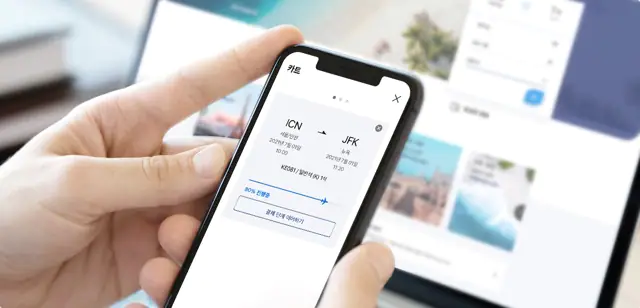 카트
ICN JFK
서울/인천 뉴욕
2021년 7월 01일 2021년 7월 01일
10:00 11:20
KE081 / 일반석 (K) 1석
80% 진행중
결제 단계 이어하기